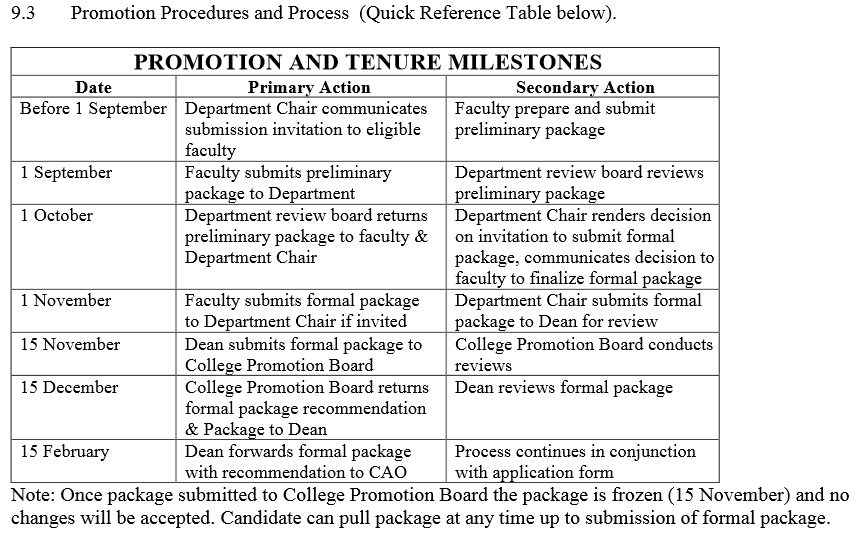 9.3 Promotion Procedures and Process (Quick Reference Table below).
PROMOTION AND TENURE MILESTONES
Date Primary Action Secondary Action
Before 1 September Department Chair communicates Faculty prepare and submit
submission invitation to eligible preliminary package
faculty
1 September Faculty submits preliminary Department review board reviews
package to Department preliminary package
1 October Department review board returns Department Chair renders decision
preliminary package to faculty & on invitation to submit formal
Department Chair package, communicates decision to
faculty to finalize formal package
1 November Faculty submits formal package Department Chair submits formal
to Department Chair if invited package to Dean for review
15 November Dean submits formal package to College Promotion Board conducts
College Promotion Board reviews
15 December College Promotion Board returns Dean reviews formal package
formal package recommendation
& Package to Dean
15 February Dean forwards formal package Process continues in conjunction
with recommendation to CAO with application form
Note: Once package submitted to College Promotion Board the package is frozen (15 November) and no
changes will be accepted. Candidate can pull package at any time up to submission of formal package.